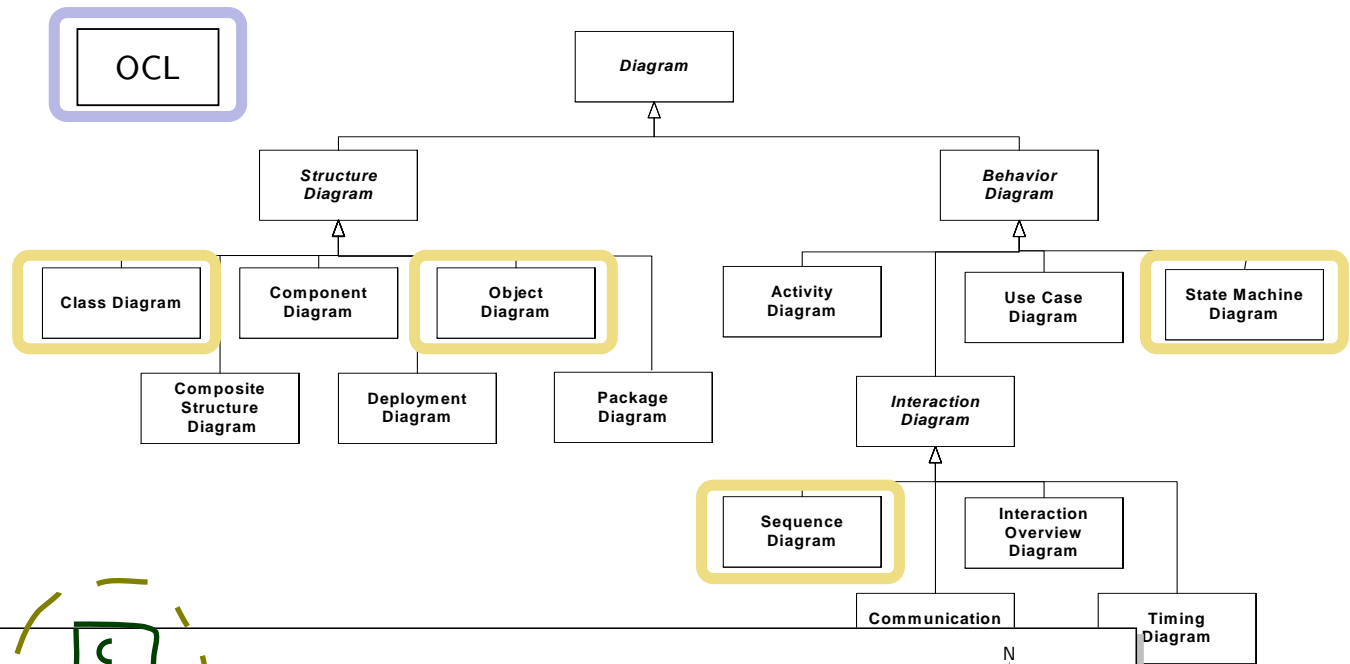 OCL
Diagram
Structure
Diagram
Behavior
Diagram
Class Diagram
Component
Diagram
Object
Diagram
Activity
Diagram
Use Case
Diagram
State Machine
Diagram
Composite
Structure
Diagram
Deployment
Diagram
Package
Diagram
Interaction
Diagram
Sequence
Diagram
Interaction
Overview
Diagram
Communication
Timing
Diagram
N